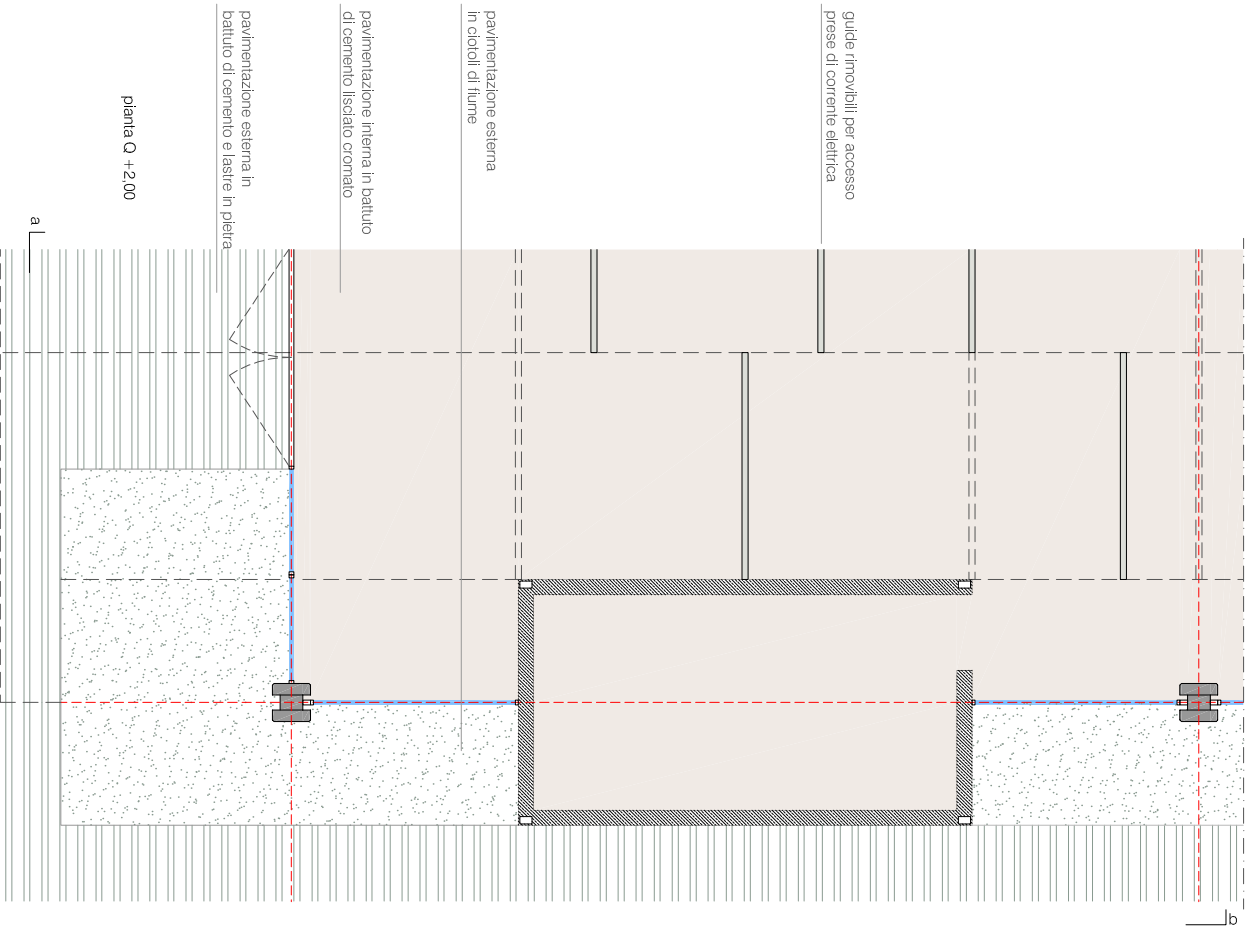 guide rimovibili per accesso
prese di corrente elettrica
pavimentazione esterna
in ciotoli di fiume
pavimentazione interna in battuto
di cemento lisciato cromato
pavimentazione esterna in
battuto di cemento e lastre in pietra
pianta Q +2,00
a
b